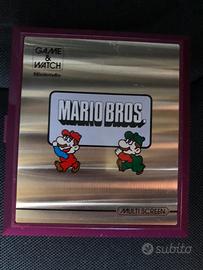 GAME
&
WATCH
Nintendo
MARIO BROS.
MULTI SCREEN
subito